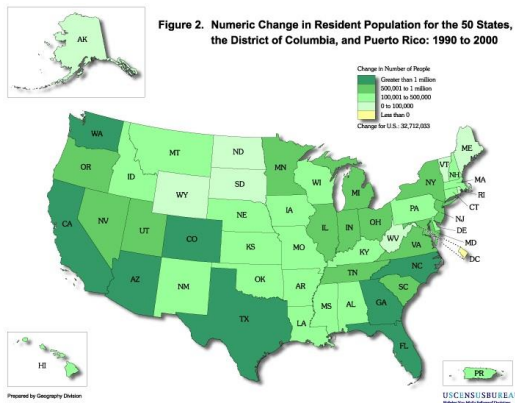 Figure 2. Numeric Change in Resident Population for the 50 States,
the District of Columbia, and Puerto Rico: 1990 to 2000
Change in Number of People
Greater than 1 million
500,001 to 1 million
100,001 to 500,000
0 to 100,000
Less than 0
Change for U.S.: 32,712,033
AK
WA
MT
ND
MN
ME
OR
ID
WY
SD
WI
MI
NY
VT
NH
MA
RI
CT
NJ
DE
MD
DC
CA
NV
UT
CO
NE
IA
IL
IN
OH
PA
WV
VA
KS
MO
KY
NC
TN
SC
AZ
NM
OK
AR
MS
AL
GA
TX
LA
FL
HI
PR
Prepared by Geography Division
USCENSUSBUREAU